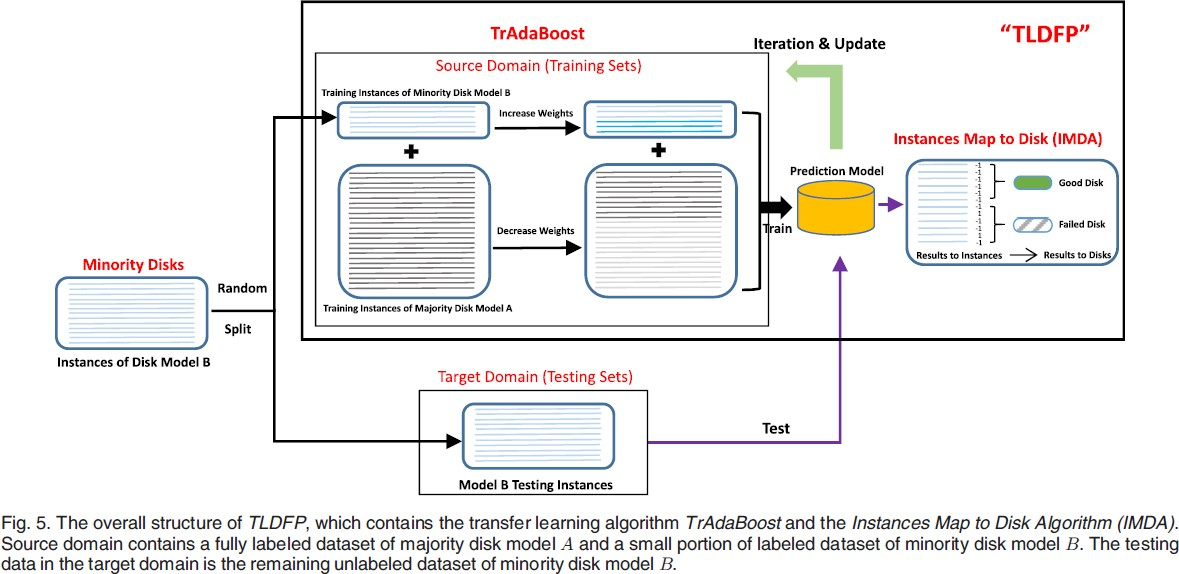 "TLDFP"
TrAdaBoost
Iteration & Update
Source Domain (Training Sets)
Training Instances of Minority Disk Model B
Increase Weights
+
+
Decrease Weights
Training Instances of Majority Disk Model A
Train
Prediction Model
Instances Map to Disk (IMDA)
-1
-1
-1
-1
-1
Good Disk
Failed Disk
Results to Instances
Results to Disks
Minority Disks
Instances of Disk Model B
Random
Split
Target Domain (Testing Sets)
Model B Testing Instances
Test
Fig. 5. The overall structure of TLDFP, which contains the transfer learning algorithm TrAdaBoost and the Instances Map to Disk Algorithm (IMDA).
Source domain contains a fully labeled dataset of majority disk model A and a small portion of labeled dataset of minority disk model B. The testing
data in the target domain is the remaining unlabeled dataset of minority disk model B.